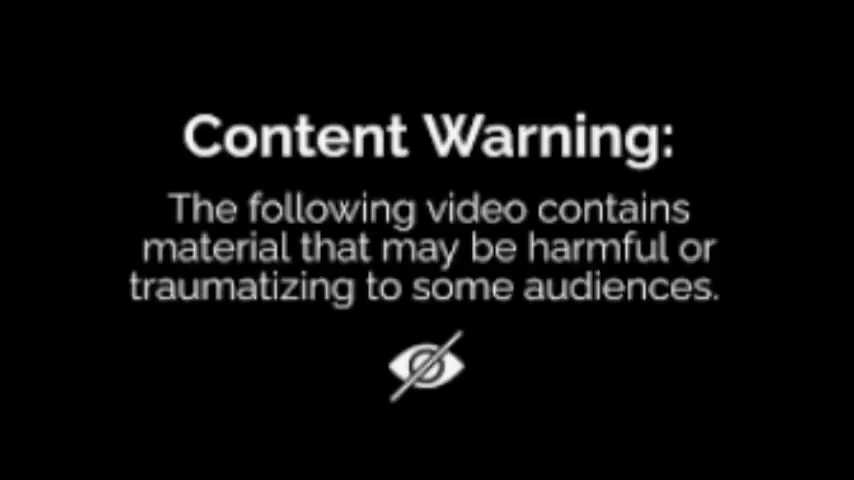 Content Warning:
The following video contains
material that may be harmful or
traumatizing to some audiences.